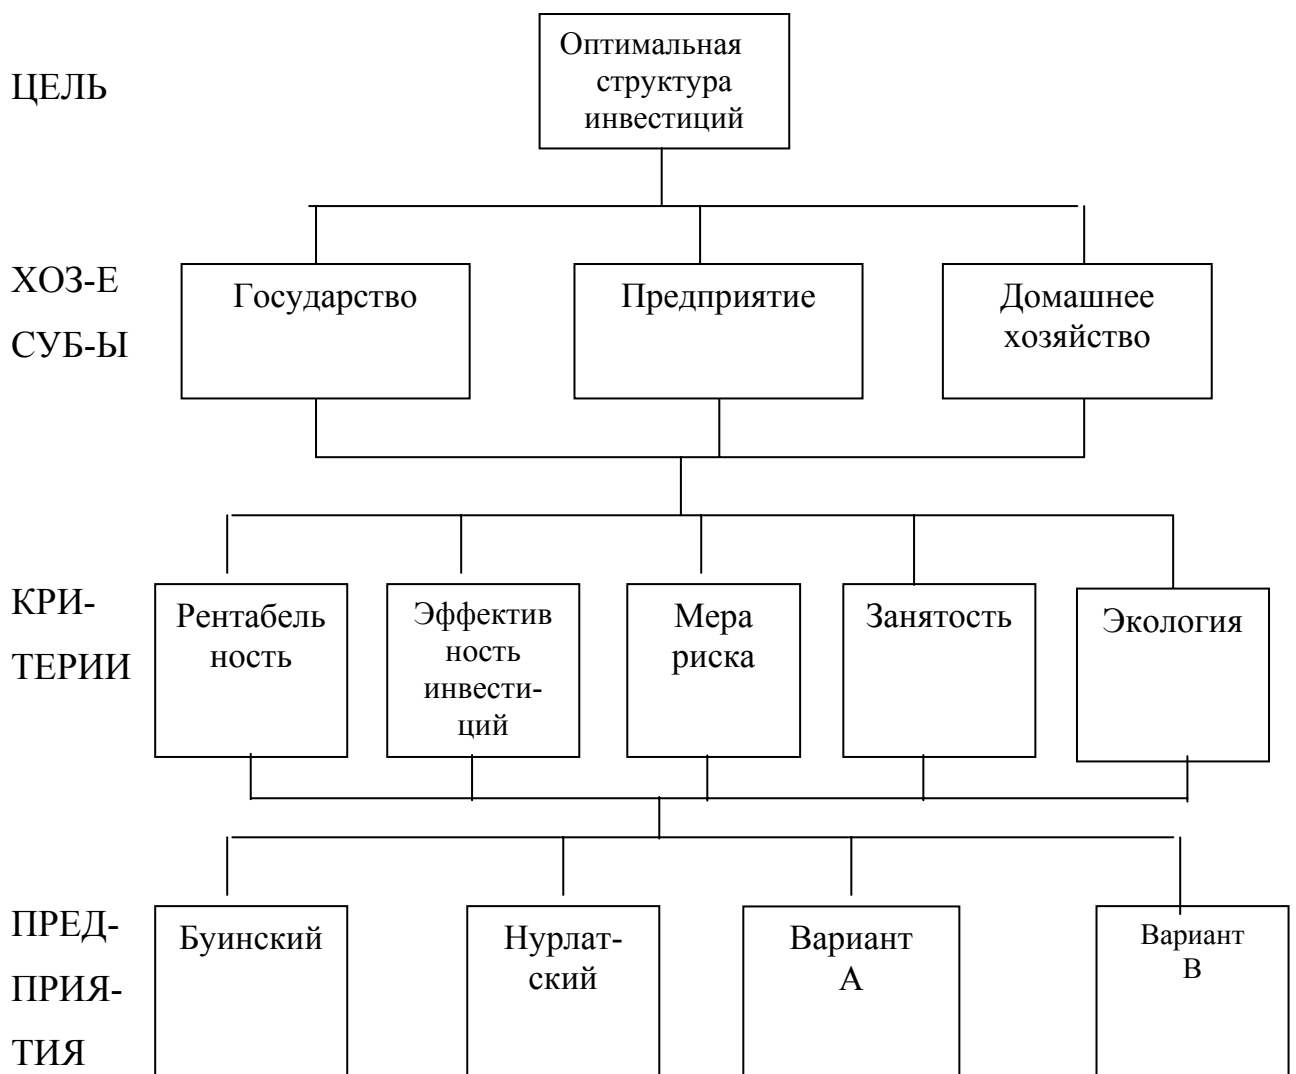 ЦЕЛЬ
Оптимальная
структура
инвестиций
ХОЗ-Е
СУБ-Ы
Государство
Предприятие
Домашнее
хозяйство
КРИ-
ТЕРИИ
Рентабель
ность
Эффектив
ность
инвести-
ций
Мера
риска
Занятость
Экология
ПРЕД-
ПРИЯ-
ТИЯ
Буинский
Нурлат-
ский
Вариант
А
Вариант
В